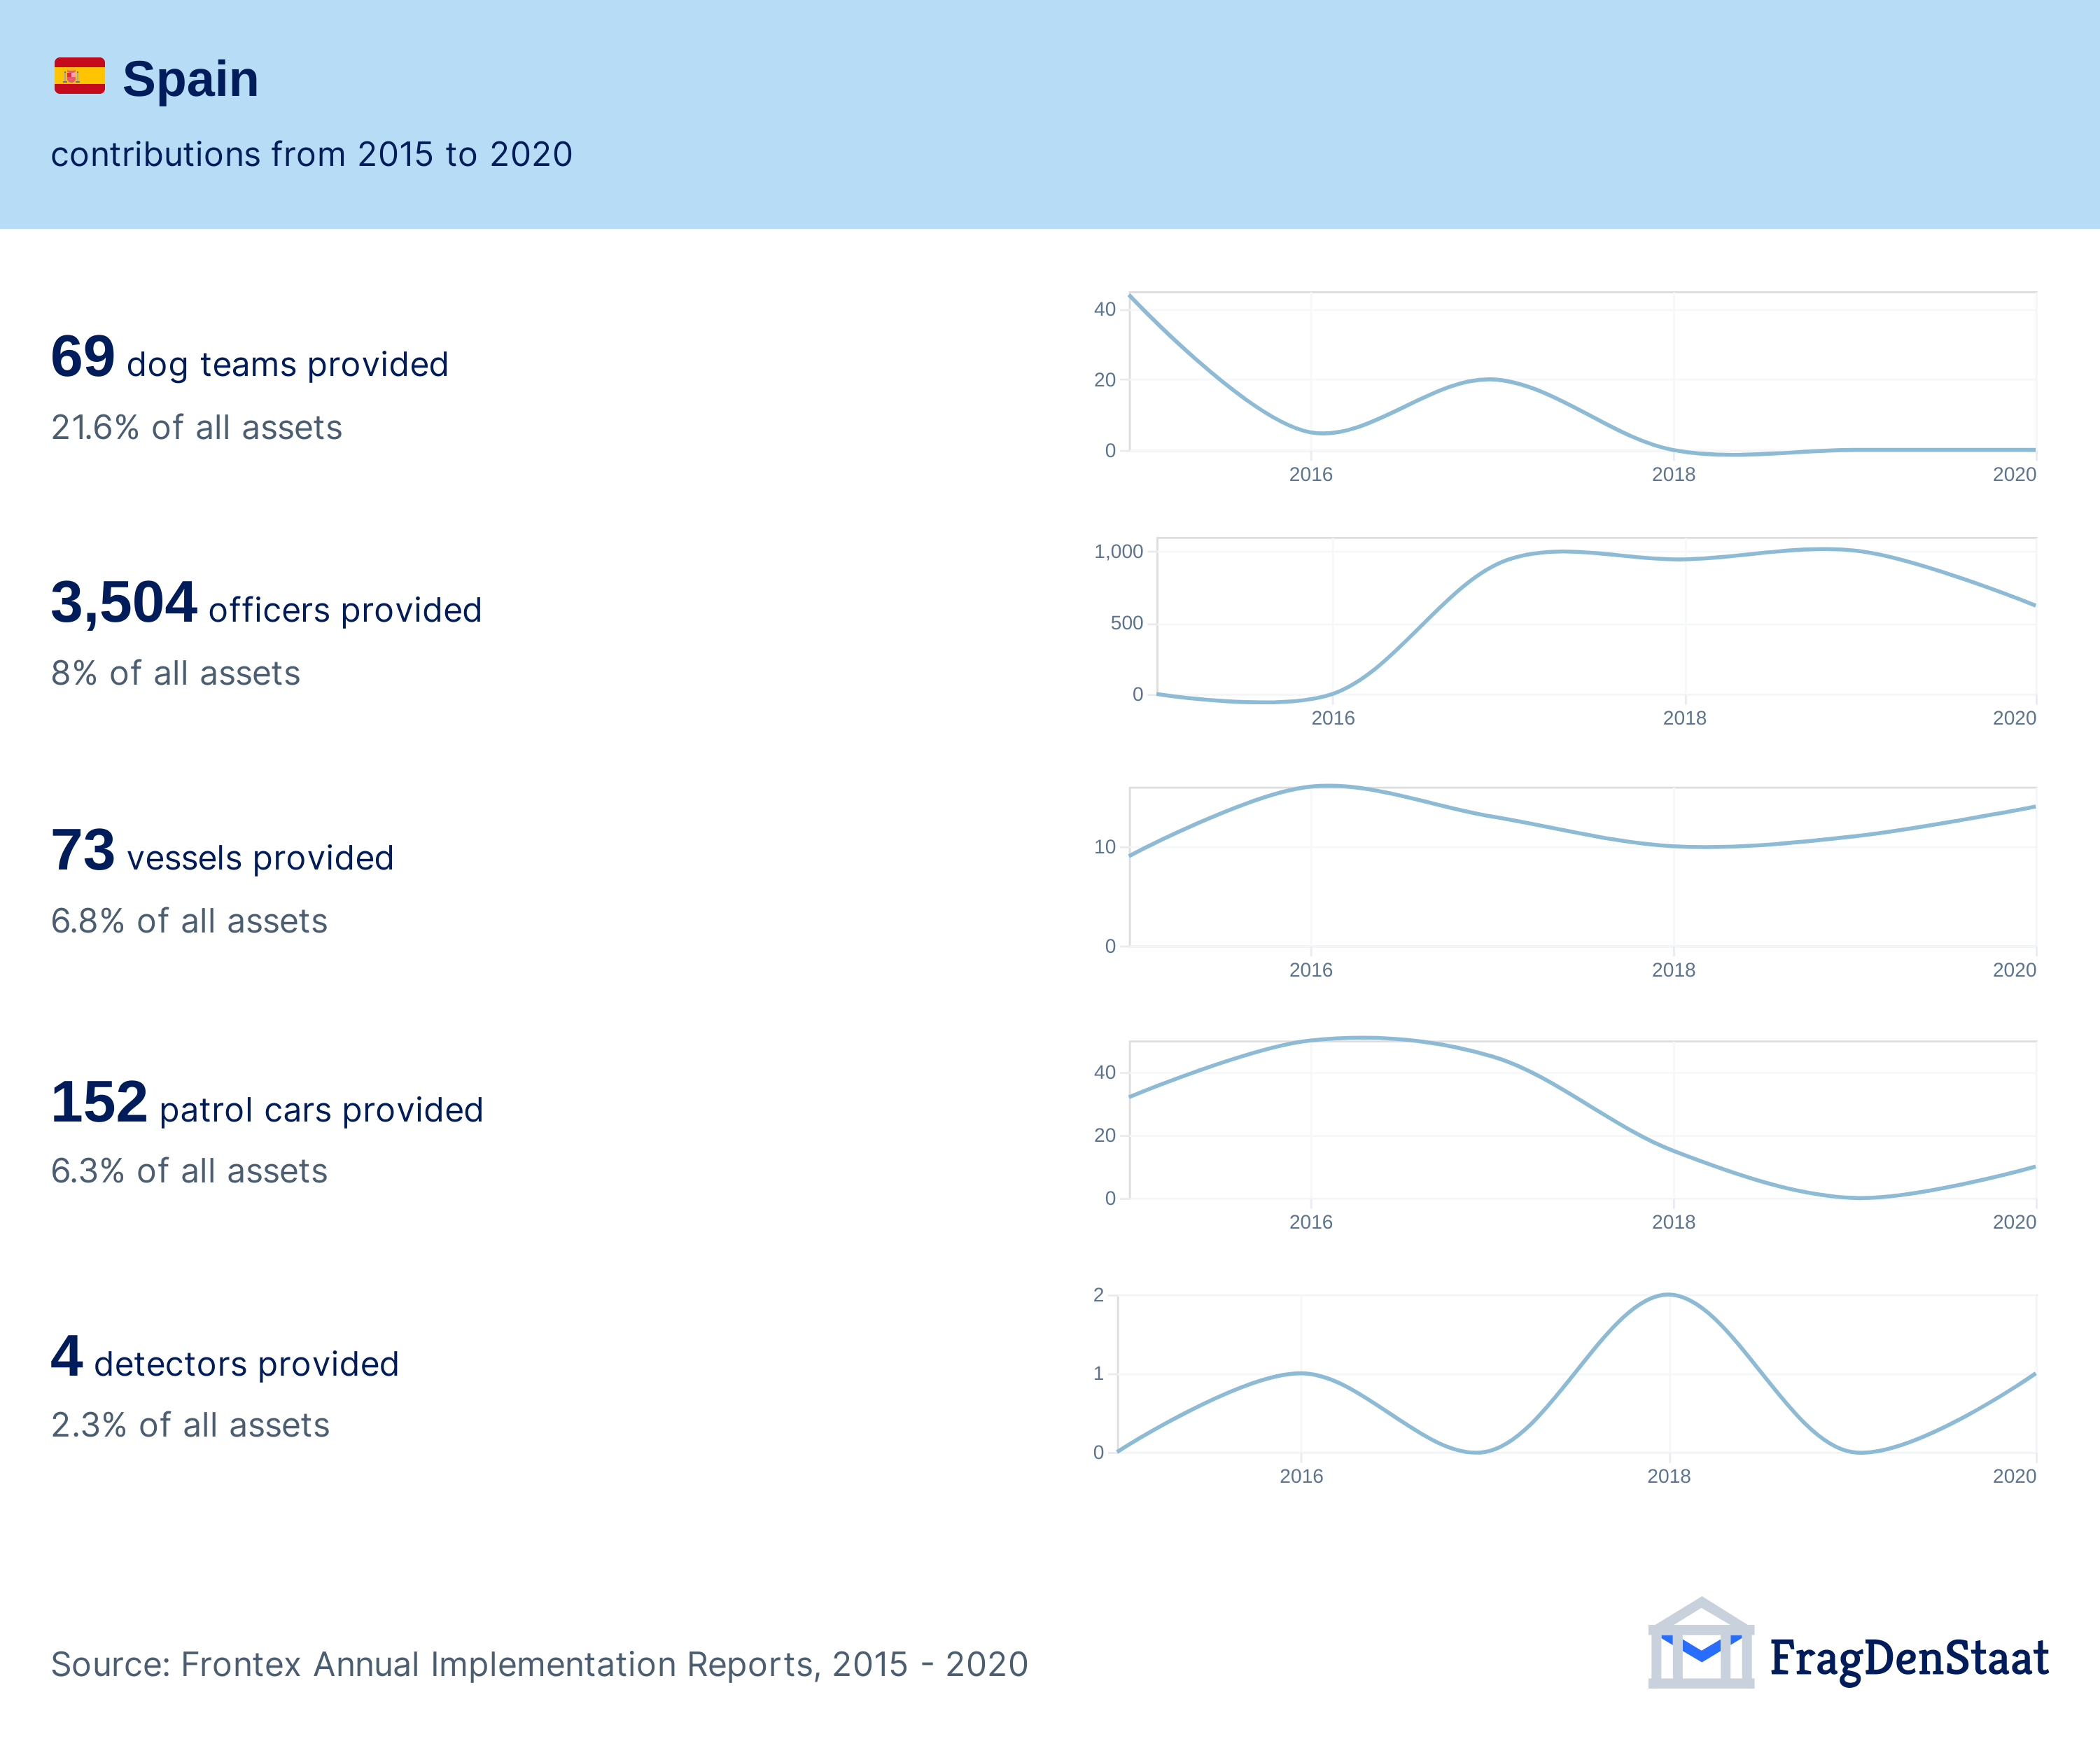 Spain
contributions from 2015 to 2020
69 dog teams provided
21.6% of all assets
40
20
0
2016 2018 2020
3,504 officers provided
8% of all assets
1,000
500
0
2016 2018 2020
73 vessels provided
6.8% of all assets
10
0
2016 2018 2020
152 patrol cars provided
6.3% of all assets
40
20
0
2016 2018 2020
4 detectors provided
2.3% of all assets
2
1
0
2016 2018 2020
Source: Frontex Annual Implementation Reports, 2015 - 2020
FragDenStaat